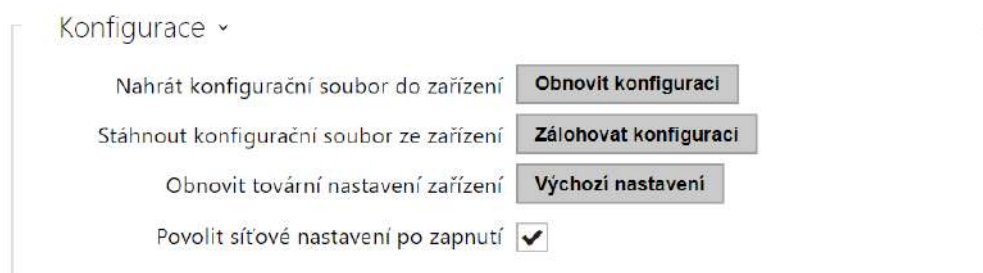 Konfigurace
Nahrát konfigurační soubor do zařízení Obnovit konfiguraci
Stáhnout konfigurační soubor ze zařízení Zálohovat konfiguraci
Obnovit tovární nastavení zařízení Výchozí nastavení
Povolit síťové nastavení po zapnutí